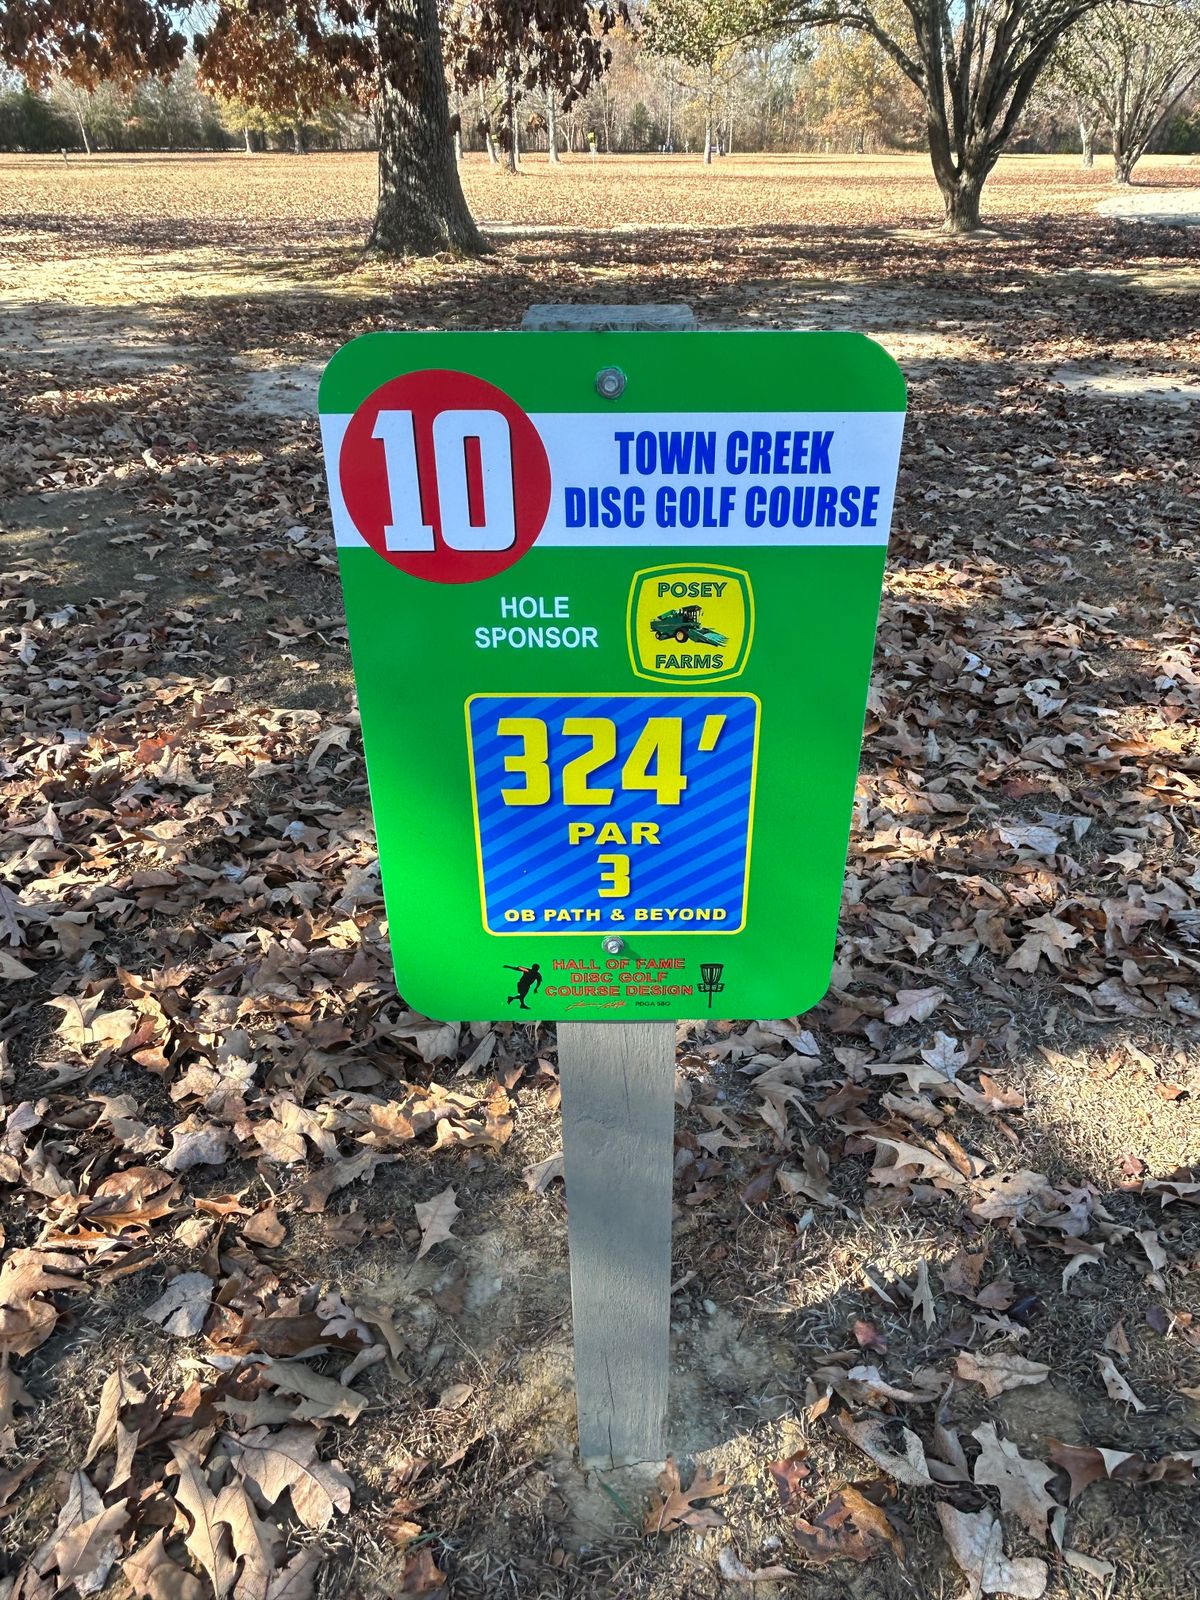 10
TOWN CREEK
DISC GOLF COURSE
HOLE
SPONSOR
POSEY
FARMS
324'
PAR
3
OB PATH & BEYOND
HALL OF FAME
DISC GOLF
COURSE DESIGN
PDGA 580